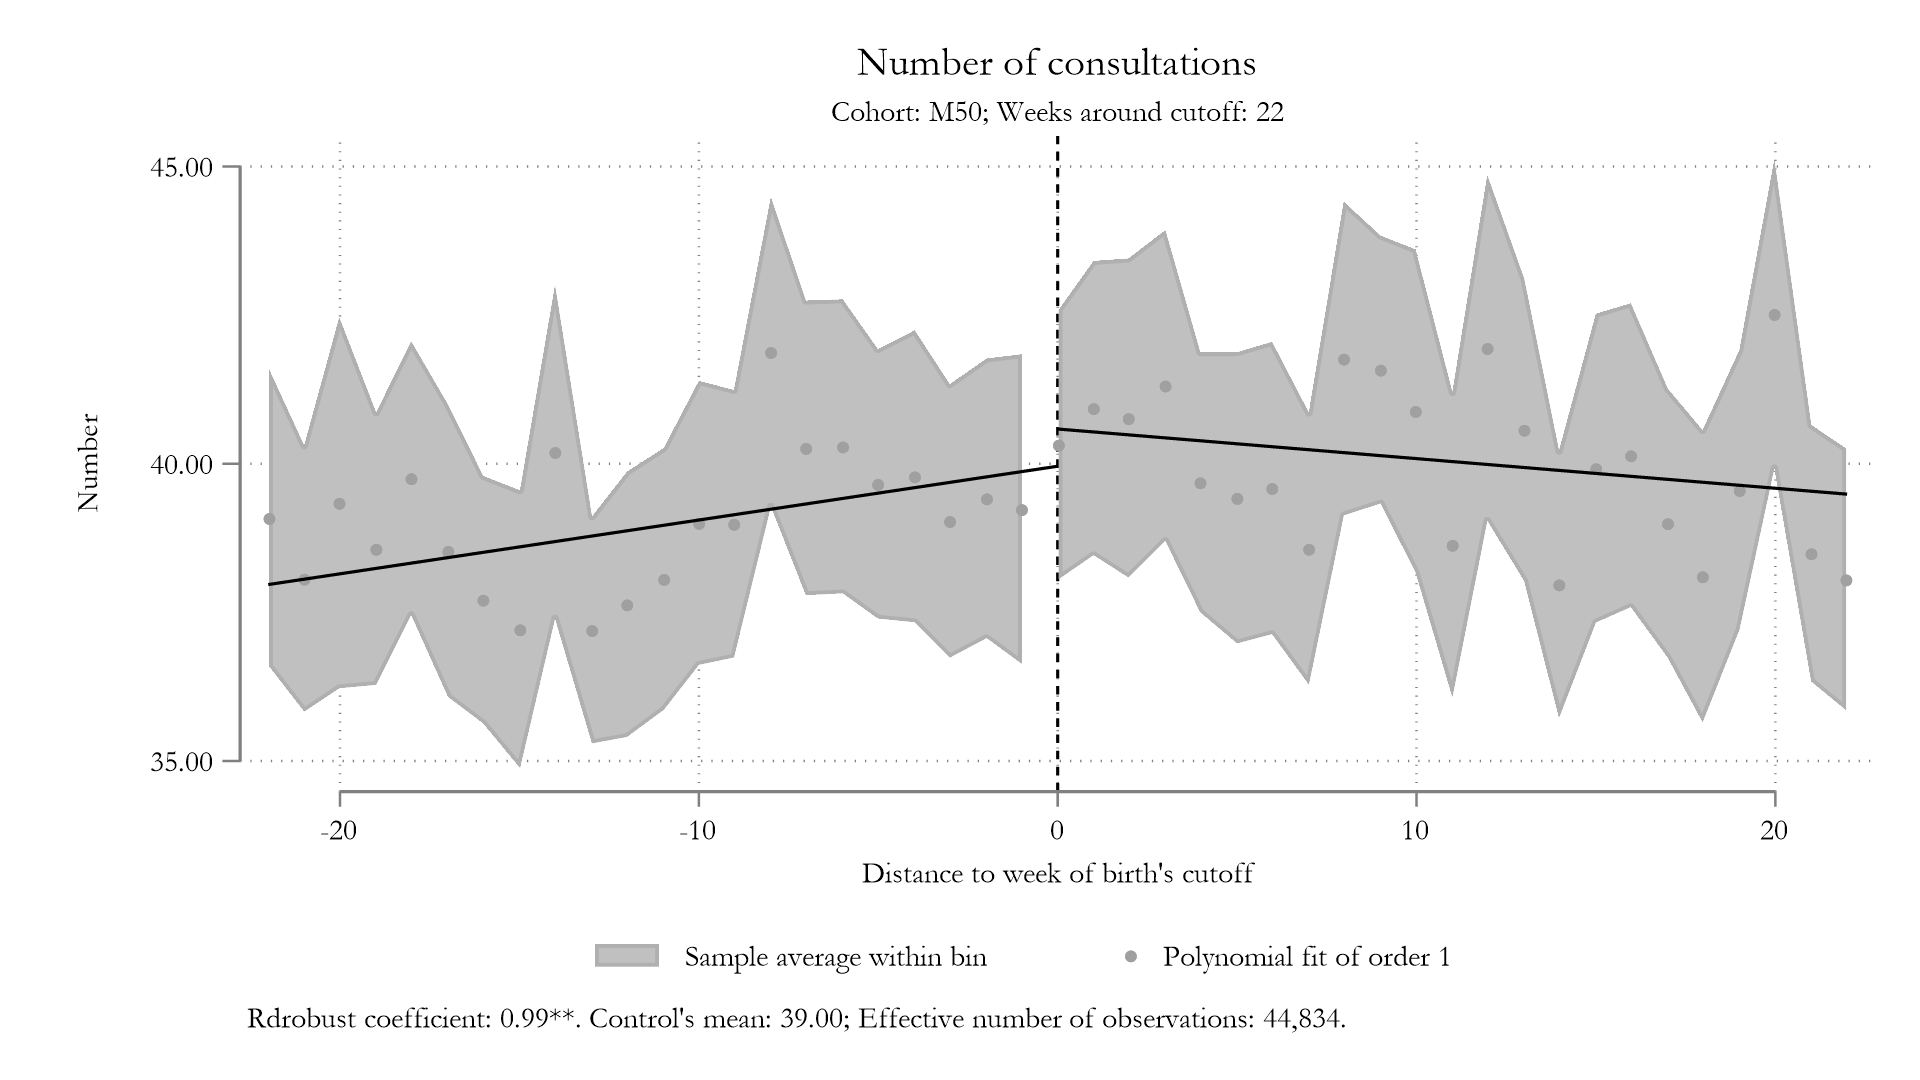 Number of consultations
Cohort: M50; Weeks around cutoff: 22
45.00
40.00
35.00
Number
-20
-10
0
10
20
Distance to week of birth's cutoff
Sample average within bin
Polynomial fit of order 1
Rdrobust coefficient: 0.99**. Control's mean: 39.00; Effective number of observations: 44,834.